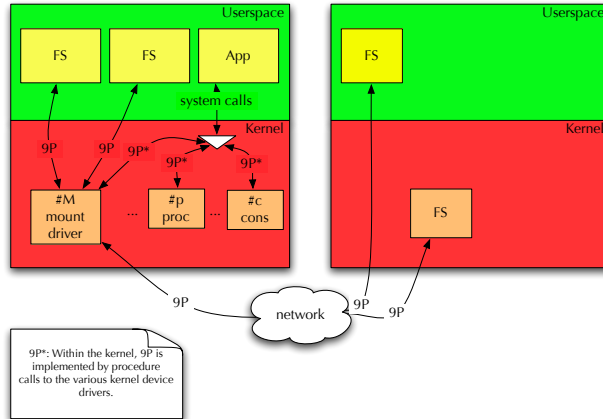 Userspace
FS
FS
App
system calls
Kernel
9P
9P
9P*
9P*
9P*
#M
mount
driver
...
#p
proc
...
#c
cons
Userspace
FS
Kernel
FS
9P
network
9P
9P
9P*: Within the kernel, 9P is
implemented by procedure
calls to the various kernel device
drivers.